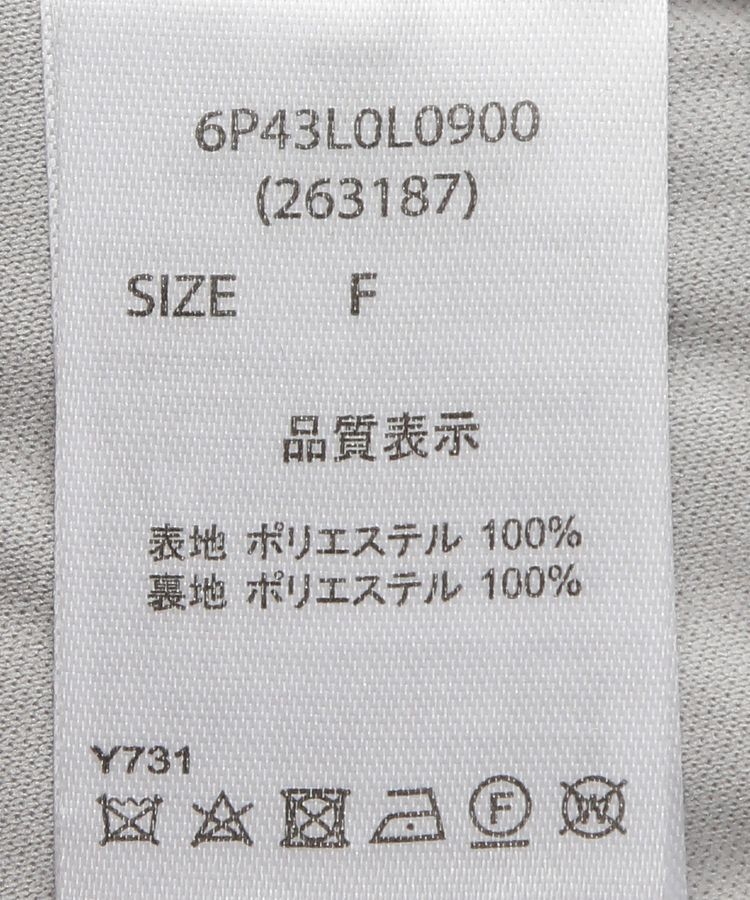 6P43L0L0900
(263187)
SIZE F
品質表示
表地 ポリエステル 100%
裏地 ポリエステル 100%
Y731
F W